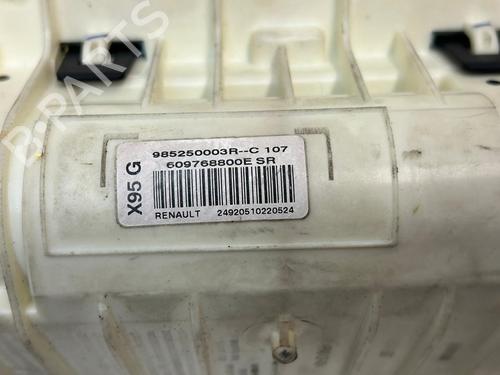 985250003R--C 107
609768800E SR
X95 G
RENAULT 24920510220524
B-PARTS